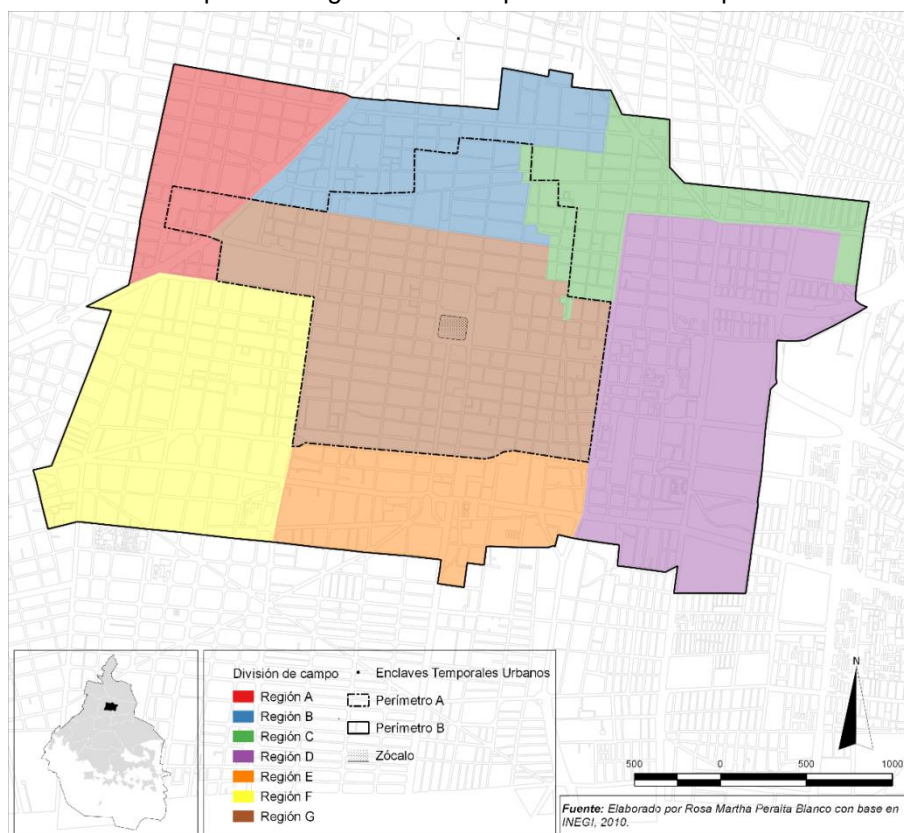 División de campo
Región A
Región B
Región C
Región D
Región E
Región F
Región G
Enclaves Temporales Urbanos
Perímetro A
Perímetro B
Zócalo
N
500 0 500 1000
Fuente: Elaborado por Rosa Martha Peralta Blanco con base en
INEGI, 2010.